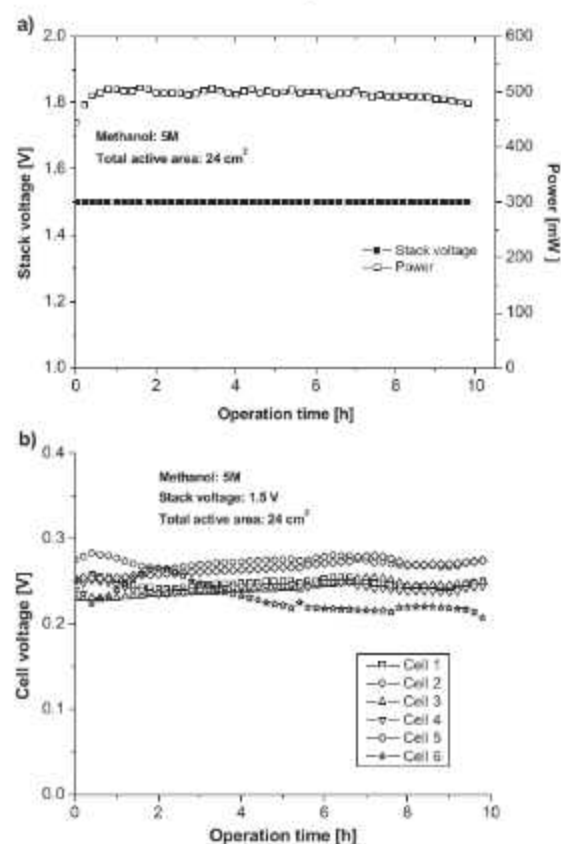 a)
2.0
1.8
1.6
1.4
1.2
1.0
Stack voltage [V]
600
500
400
300
200
100
0
Power [mW]
Methanol: 5M
Total active area: 24 cm²
Stack voltage
Power
0 2 4 6 8 10
Operation time [h]
b)
0.4
0.3
0.2
0.1
0.0
Cell voltage [V]
Methanol: 5M
Stack voltage: 1.5 V
Total active area: 24 cm²
Cell 1
Cell 2
Cell 3
Cell 4
Cell 5
Cell 6
0 2 4 6 8 10
Operation time [h]